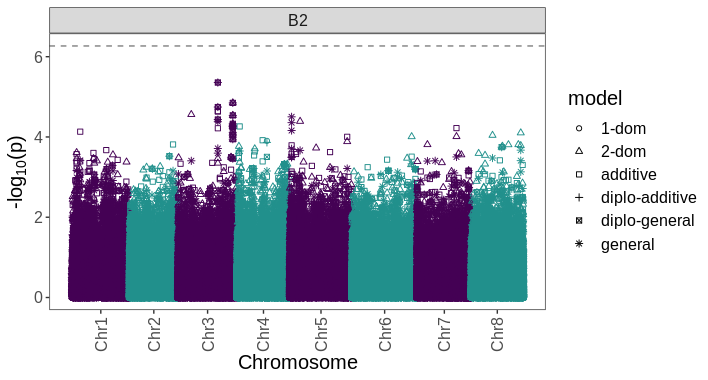 B2
6
4
2
0
-log10(p)
Chr1
Chr2
Chr3
Chr4
Chr5
Chr6
Chr7
Chr8
Chromosome
model
1-dom
2-dom
additive
diplo-additive
diplo-general
general